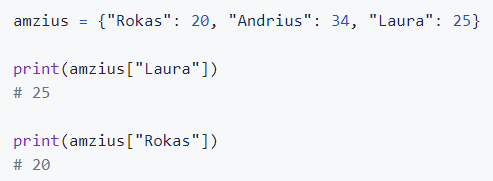 amzius = {"Rokas": 20, "Andrius": 34, "Laura": 25}
print(amzius["Laura"])
# 25
print(amzius["Rokas"])
# 20